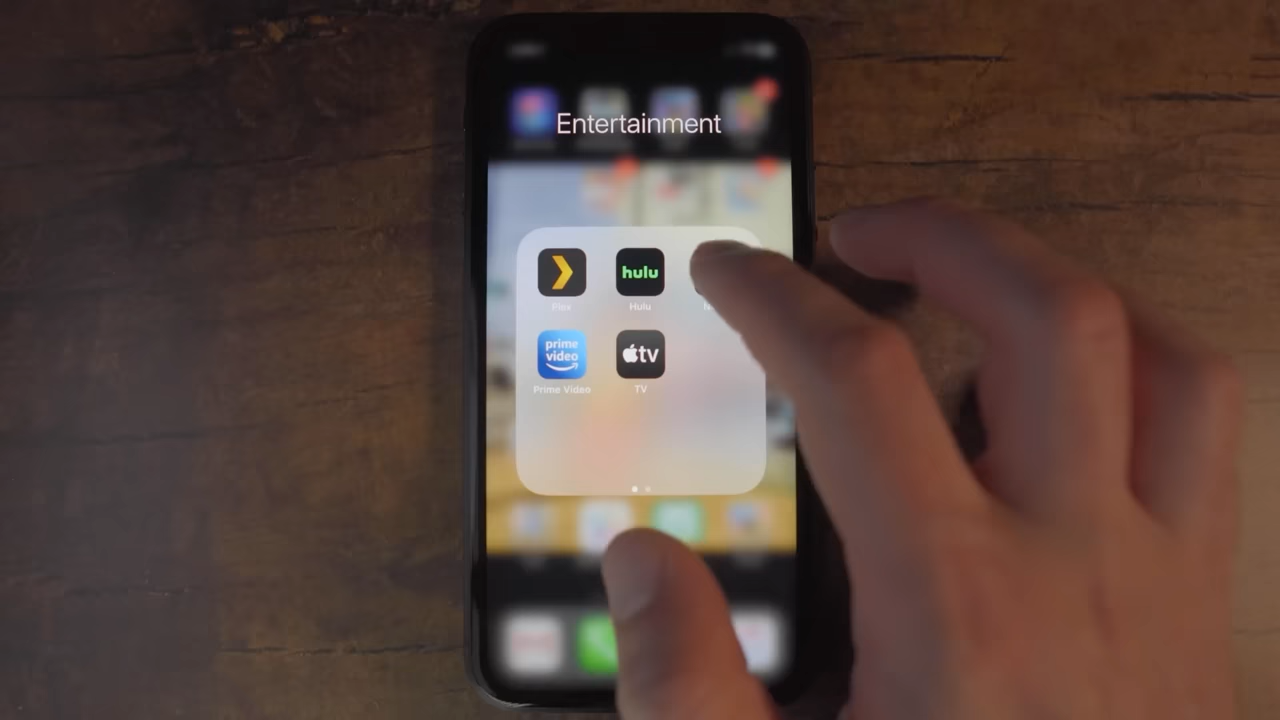 Entertainment
hulu
Plex
Hulu
prime
video
tv
Prime Video
TV